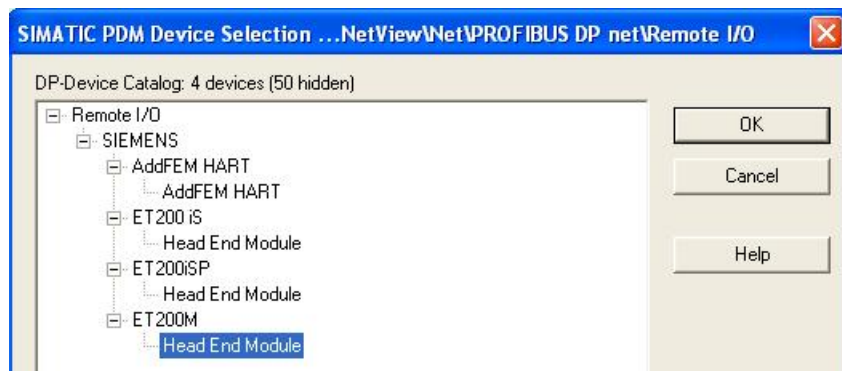 SIMATIC PDM Device Selection ...NetView\Net\PROFIBUS DP net\Remote I/O
DP-Device Catalog: 4 devices (50 hidden)
Remote I/O
SIEMENS
AddFEM HART
AddFEM HART
ET200 iS
Head End Module
ET200iSP
Head End Module
ET200M
Head End Module
OK
Cancel
Help